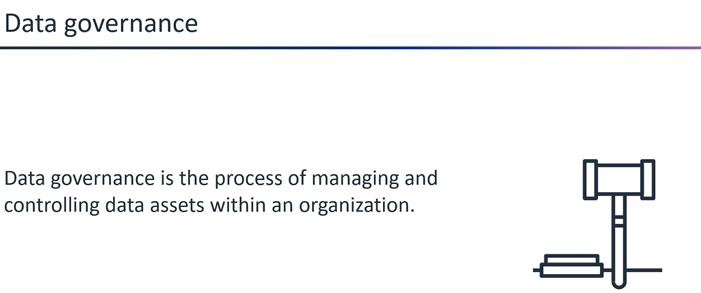 Data governance
Data governance is the process of managing and
controlling data assets within an organization.